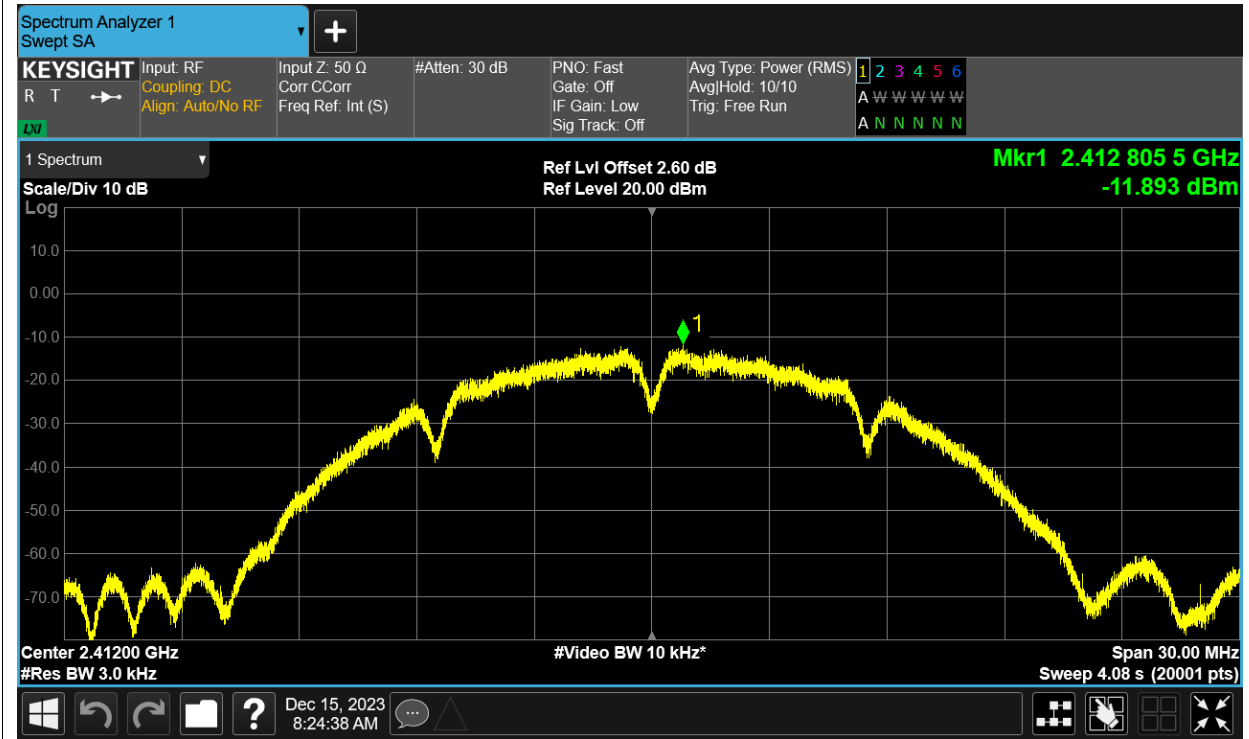 Spectrum Analyzer 1
Swept SA
+
KEYSIGHT
R T
LXI
Input: RF
Coupling: DC
Align: Auto/No RF
Input Z: 50 Ω
Corr CCorr
Freq Ref: Int (S)
#Atten: 30 dB
PNO: Fast
Gate: Off
IF Gain: Low
Sig Track: Off
Avg Type: Power (RMS)
Avg|Hold: 10/10
Trig: Free Run
1 2 3 4 5 6
A W W W W W
A N N N N N
1 Spectrum
Scale/Div 10 dB
Log
Ref Lvl Offset 2.60 dB
Ref Level 20.00 dBm
Mkr1 2.412 805 5 GHz
-11.893 dBm
10.0
0.00
-10.0
-20.0
-30.0
-40.0
-50.0
-60.0
-70.0
1
Center 2.41200 GHz
#Res BW 3.0 kHz
#Video BW 10 kHz*
Span 30.00 MHz
Sweep 4.08 s (20001 pts)
?
Dec 15, 2023
8:24:38 AM